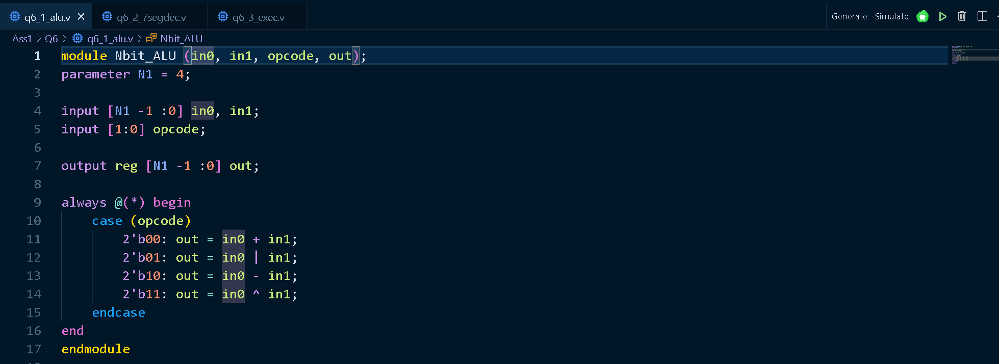 q6_1_alu.v × q6_2_7segdec.v q6_3_exec.v Generate Simulate
Ass1 > Q6 > q6_1_alu.v > Nbit_ALU
1 module Nbit_ALU (in0, in1, opcode, out);
2 parameter N1 = 4;
3
4 input [N1 -1 :0] in0, in1;
5 input [1:0] opcode;
6
7 output reg [N1 -1 :0] out;
8
9 always @(*) begin
10 case (opcode)
11 2'b00: out = in0 + in1;
12 2'b01: out = in0 | in1;
13 2'b10: out = in0 - in1;
14 2'b11: out = in0 ^ in1;
15 endcase
16 end
17 endmodule